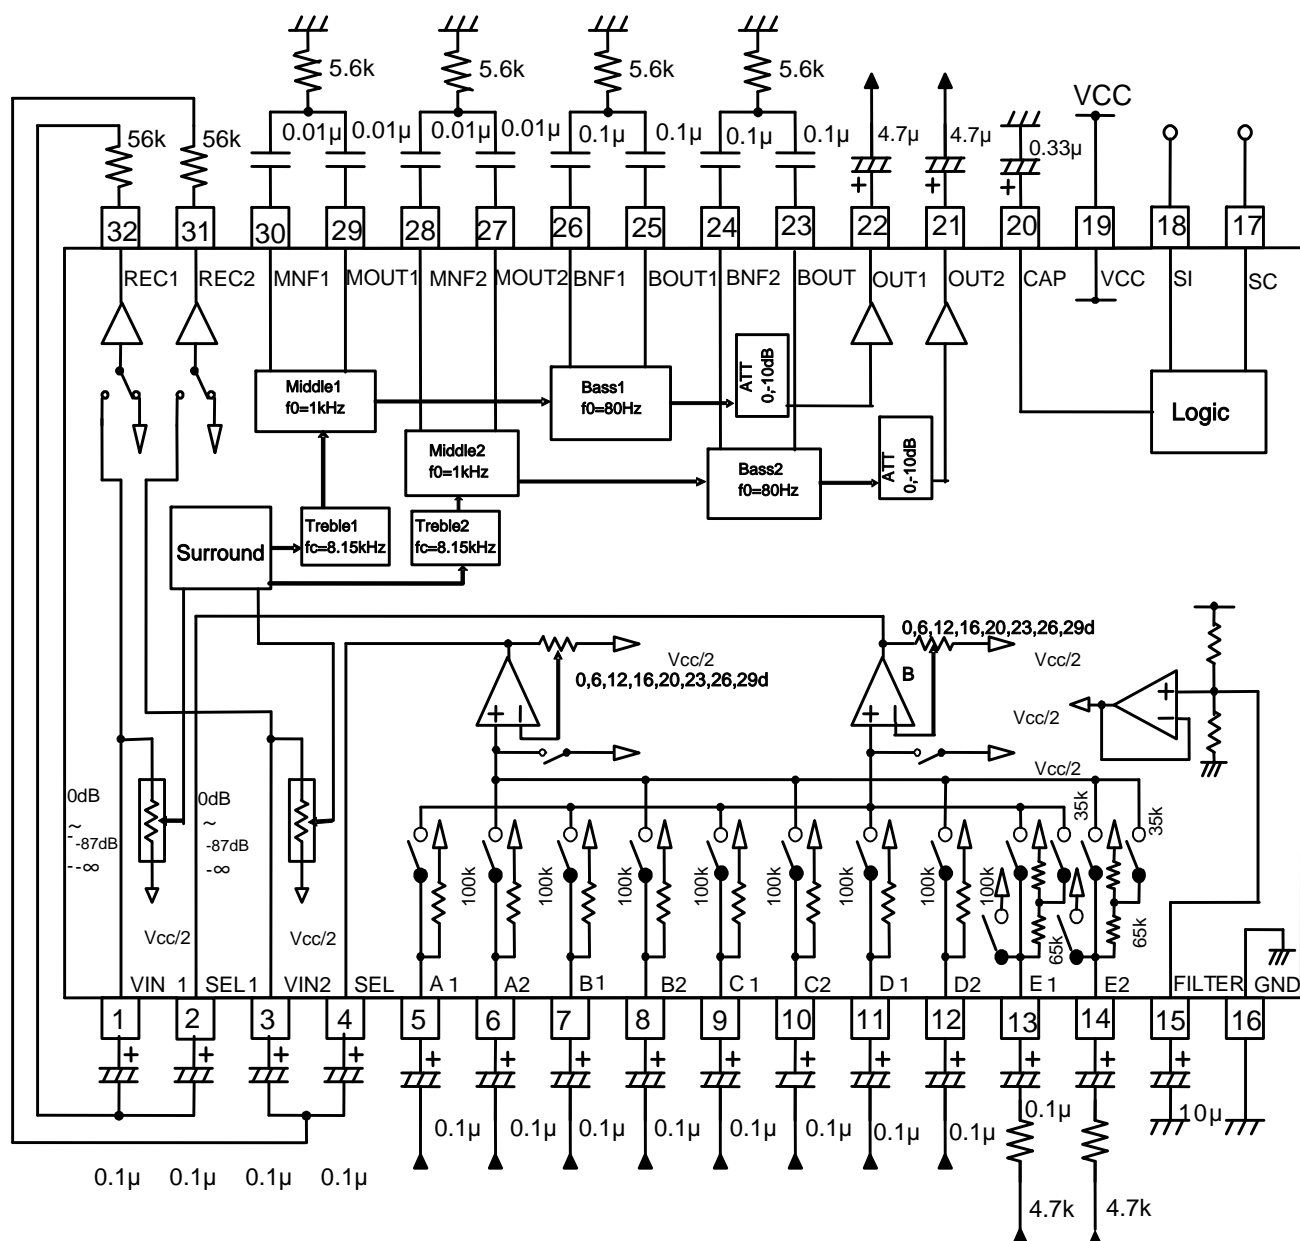 5.6k 5.6k 5.6k 5.6k
VCC
0.01µ 0.01µ 0.01µ 0.01µ 0.1µ 0.1µ 0.1µ 0.1µ 4.7µ 4.7µ 0.33µ
56k 56k
32 31 30 29 28 27 26 25 24 23 22 21 20 19 18 17
REC1 REC2 MNF1 MOUT1 MNF2 MOUT2 BNF1 BOUT1 BNF2 BOUT OUT1 OUT2 CAP VCC SI SC
Middle1
f0=1kHz
Bass1
f0=80Hz
ATT
0,-10dB
Logic
Middle2
f0=1kHz
Bass2
f0=80Hz
ATT
0,-10dB
Surround
Treble1
fc=8.15kHz
Treble2
fc=8.15kHz
0,6,12,16,20,23,26,29d
Vcc/2
Vcc/2
0,6,12,16,20,23,26,29d
B
+ −
+ −
+
−
Vcc/2
Vcc/2
0dB
~
-87dB
-∞
0dB
~
-87dB
-∞
35k
35k
100k 100k 100k 100k 100k 100k 100k 100k
65k
65k
Vcc/2
Vcc/2
VIN 1 SEL1 VIN2 SEL A1 A2 B1 B2 C1 C2 D1 D2 E1 E2 FILTER GND
1 2 3 4 5 6 7 8 9 10 11 12 13 14 15 16
0.1µ 10µ
0.1µ 0.1µ 0.1µ 0.1µ 0.1µ 0.1µ 0.1µ 0.1µ
0.1µ 0.1µ 0.1µ 0.1µ
4.7k 4.7k